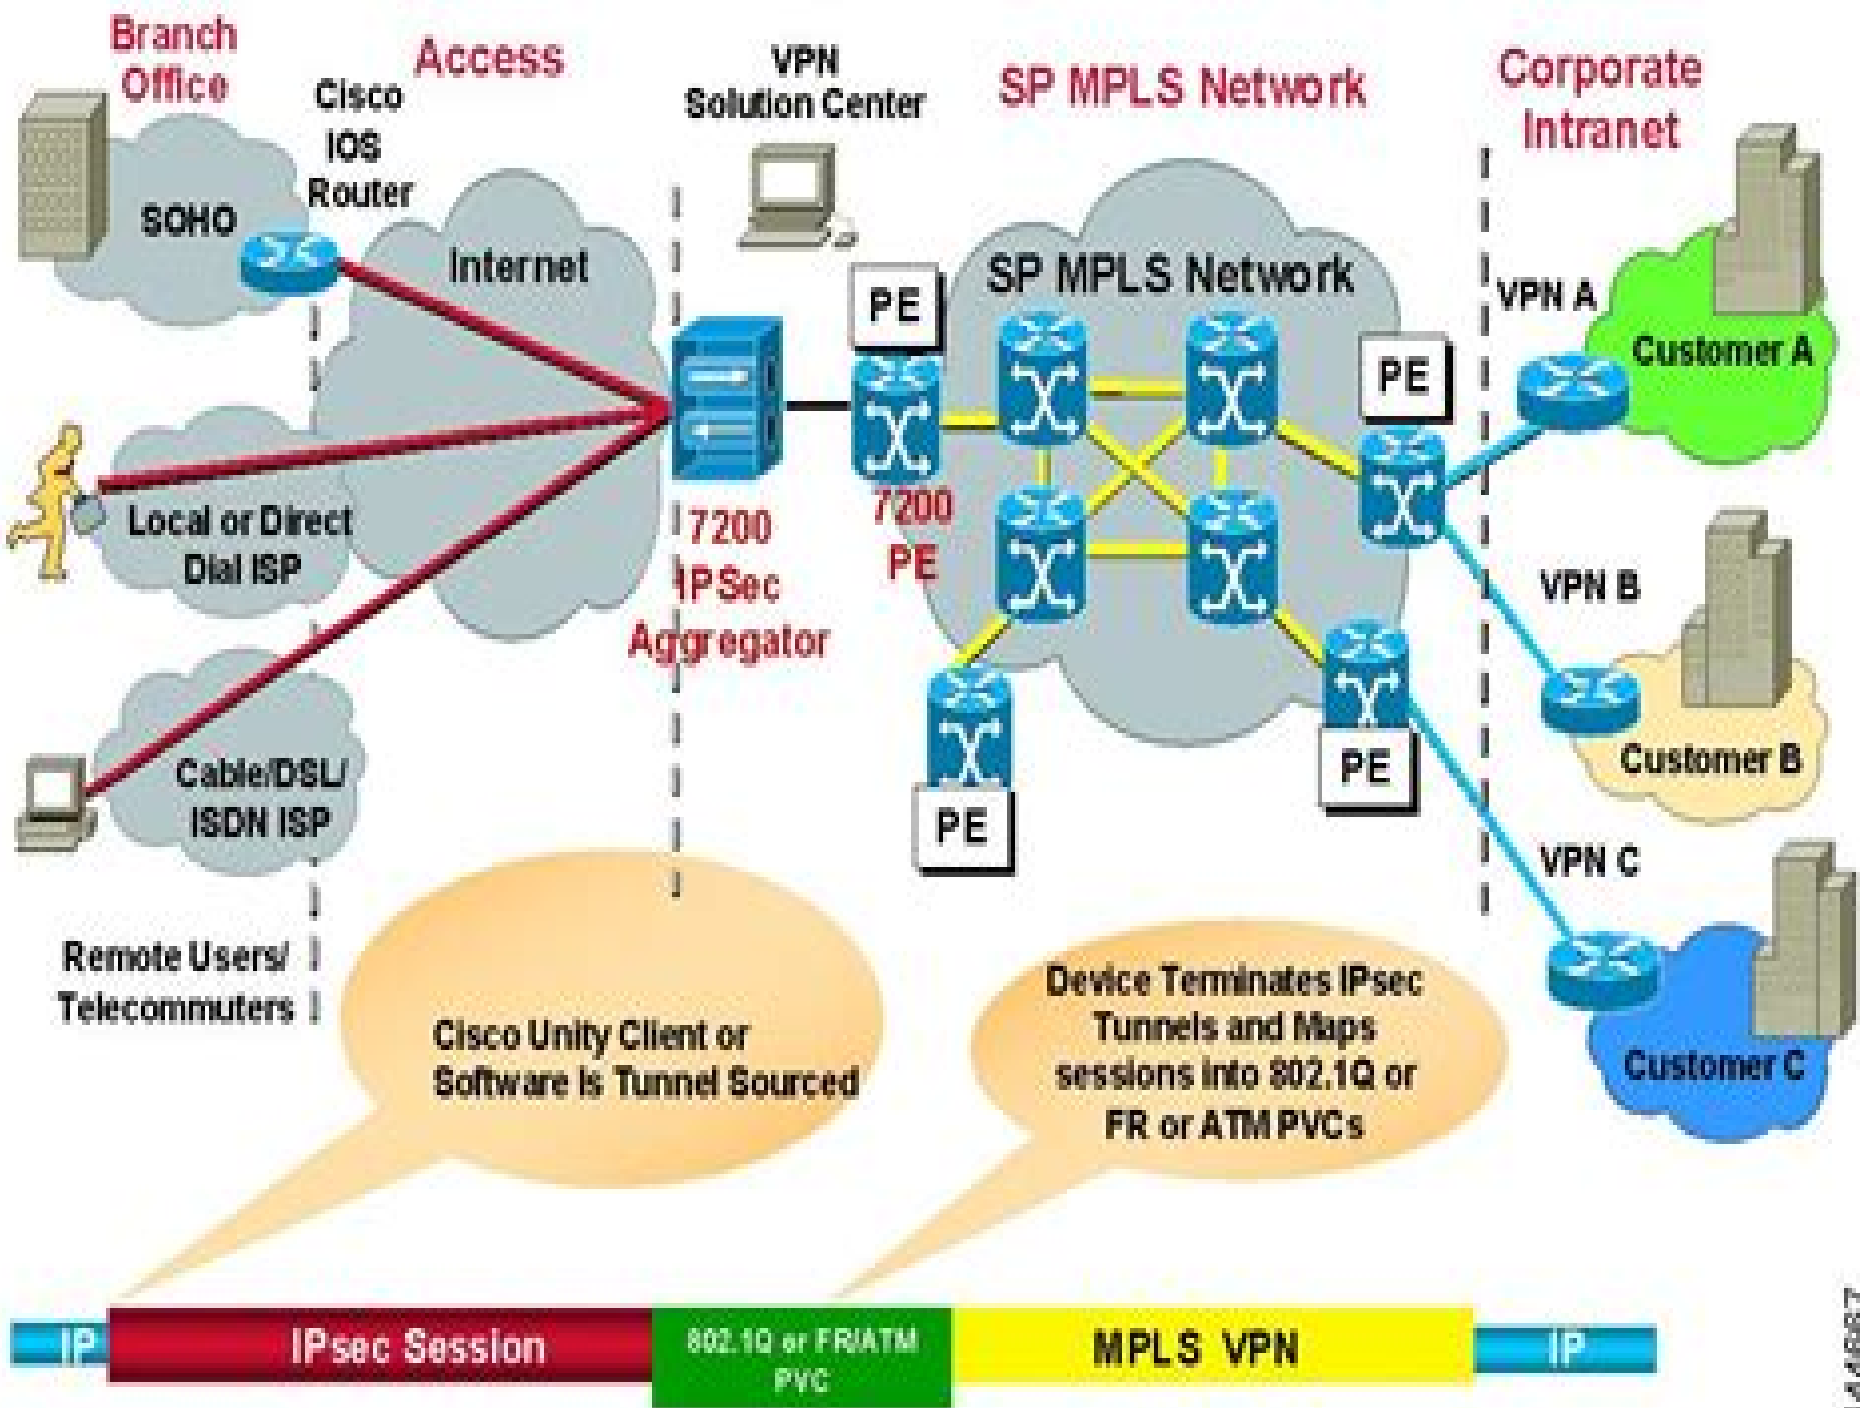 Branch
Office
Access
Cisco
IOS
Router
VPN
Solution Center
SP MPLS Network
Corporate
Intranet
SOHO
Internet
PE
SP MPLS Network
PE
VPN A
Customer A
Local or Direct
Dial ISP
7200
IPSec
Aggregator
7200
PE
VPN B
Customer B
Cable/DSL/
ISDN ISP
PE
PE
VPN C
Customer C
Remote Users/
Telecommuters
Cisco Unity Client or
Software Is Tunnel Sourced
Device Terminates IPsec
Tunnels and Maps
sessions into 802.1Q or
FR or ATM PVCs
IP
IPsec Session
802.1Q or FR/ATM
PVC
MPLS VPN
IP